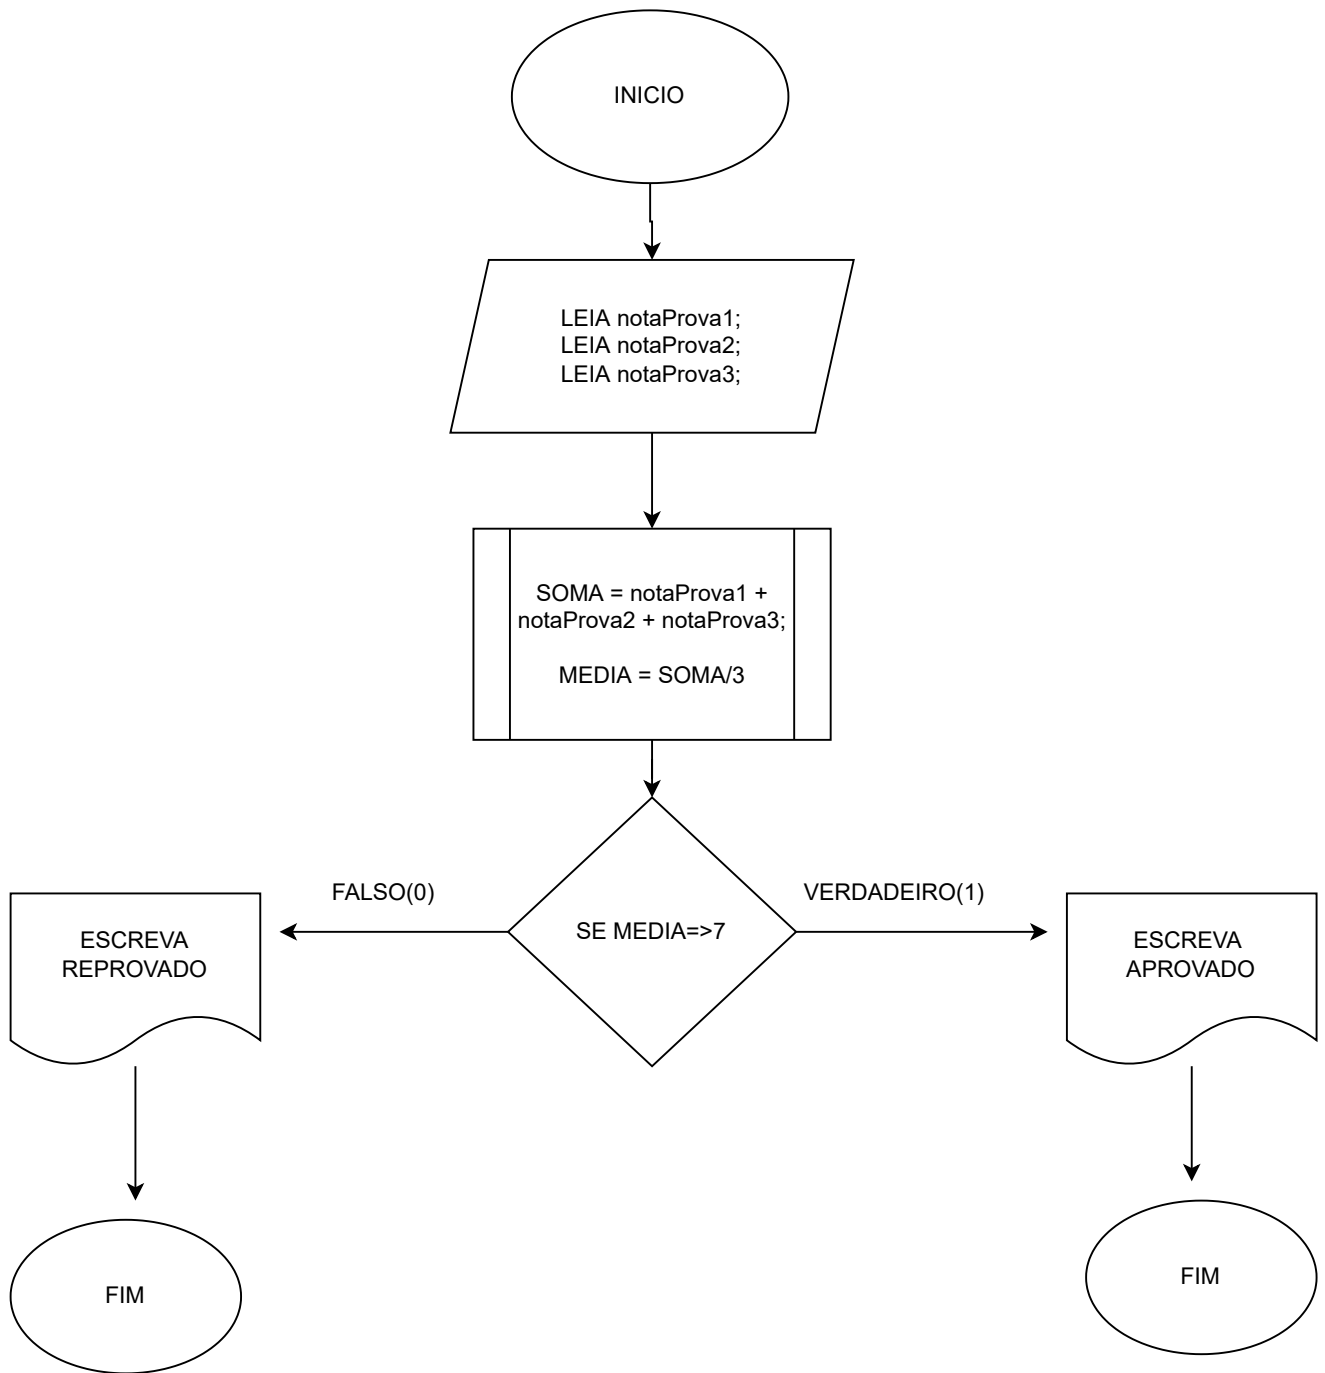 INICIO
LEIA notaProva1;
LEIA notaProva2;
LEIA notaProva3;
SOMA = notaProva1 +
notaProva2 + notaProva3;
MEDIA = SOMA/3
FALSO(0)
VERDADEIRO(1)
SE MEDIA=>7
ESCREVA
REPROVADO
ESCREVA
APROVADO
FIM
FIM